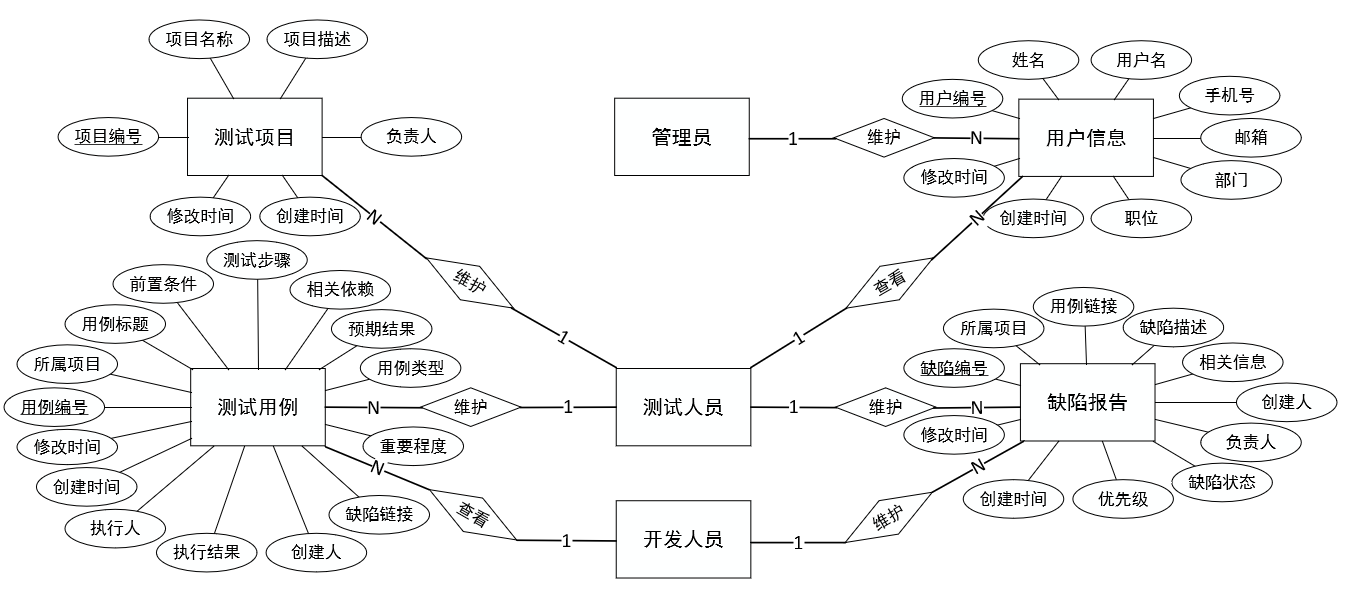 项目名称
项目描述
项目编号
测试项目
负责人
修改时间
创建时间
N
维护
1
管理员
1
维护
N
姓名
用户名
用户编号
手机号
用户信息
邮箱
修改时间
部门
创建时间
职位
N
查看
1
测试步骤
前置条件
相关依赖
用例标题
预期结果
所属项目
用例类型
用例编号
测试用例
N
维护
1
测试人员
修改时间
重要程度
创建时间
N
查看
1
开发人员
执行人
缺陷链接
执行结果
创建人
1
维护
N
用例链接
所属项目
缺陷描述
缺陷编号
相关信息
缺陷报告
创建人
修改时间
负责人
缺陷状态
创建时间
优先级
N
维护
1